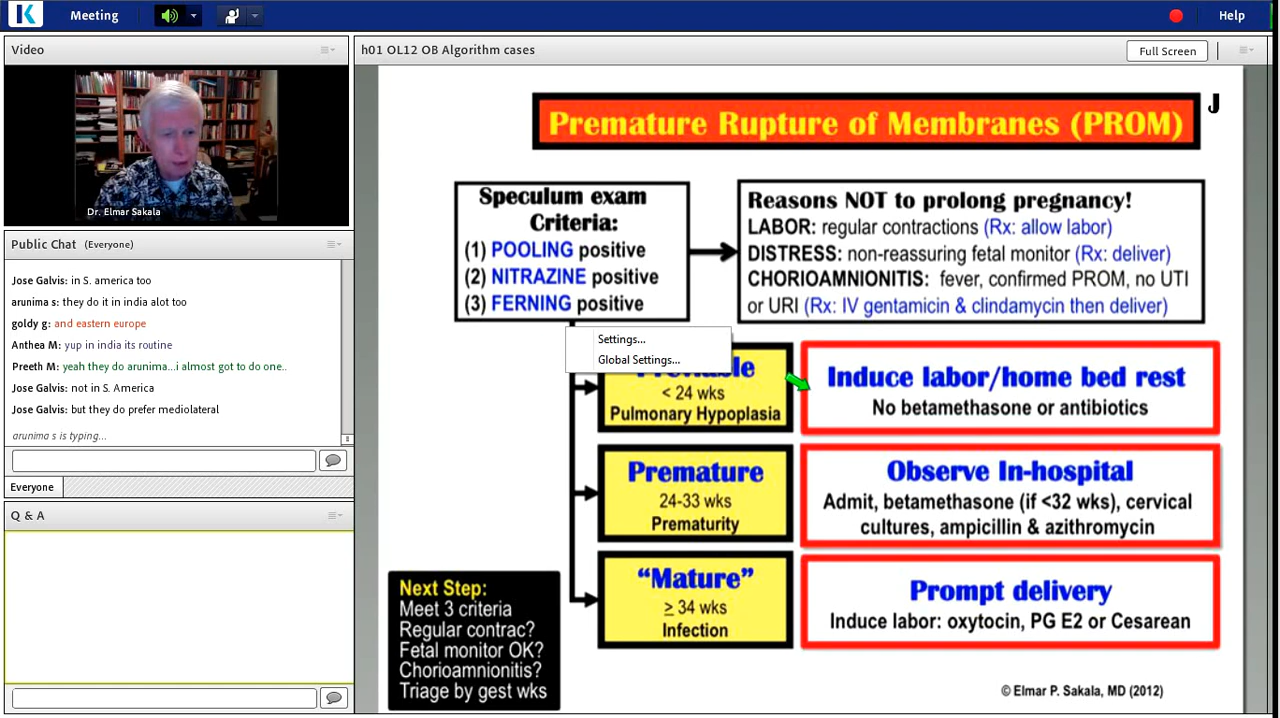 K
Meeting
Help
Video
h01 OL12 OB Algorithm cases
Full Screen
Dr. Elmar Sakala
Public Chat (Everyone)
Jose Galvis: in S. america too
arunima s: they do it in india alot too
goldy g: and eastern europe
Anthea M: yup in india its routine
Preeth M: yeah they do arunima...i almost got to do one..
Jose Galvis: not in S. America
Jose Galvis: but they do prefer mediolateral
arunima s is typing...
Everyone
Q & A
Premature Rupture of Membranes (PROM)
J
Speculum exam
Criteria:
(1) POOLING positive
(2) NITRAZINE positive
(3) FERNING positive
Reasons NOT to prolong pregnancy!
LABOR: regular contractions (Rx: allow labor)
DISTRESS: non-reassuring fetal monitor (Rx: deliver)
CHORIOAMNIONITIS: fever, confirmed PROM, no UTI
or URI (Rx: IV gentamicin & clindamycin then deliver)
Settings...
Global Settings...
< 24 wks
Pulmonary Hypoplasia
Induce labor/home bed rest
No betamethasone or antibiotics
Premature
24-33 wks
Prematurity
Observe In-hospital
Admit, betamethasone (if <32 wks), cervical
cultures, ampicillin & azithromycin
“Mature”
≥ 34 wks
Infection
Prompt delivery
Induce labor: oxytocin, PG E2 or Cesarean
Next Step:
Meet 3 criteria
Regular contrac?
Fetal monitor OK?
Chorioamnionitis?
Triage by gest wks
© Elmar P. Sakala, MD (2012)